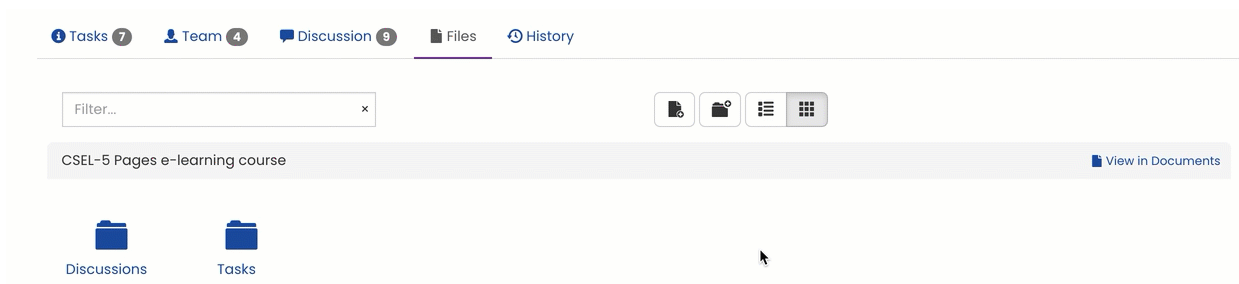 Tasks 7 Team 4 Discussion 9 Files History
Filter... ×
CSEL-5 Pages e-learning course View in Documents
Discussions Tasks